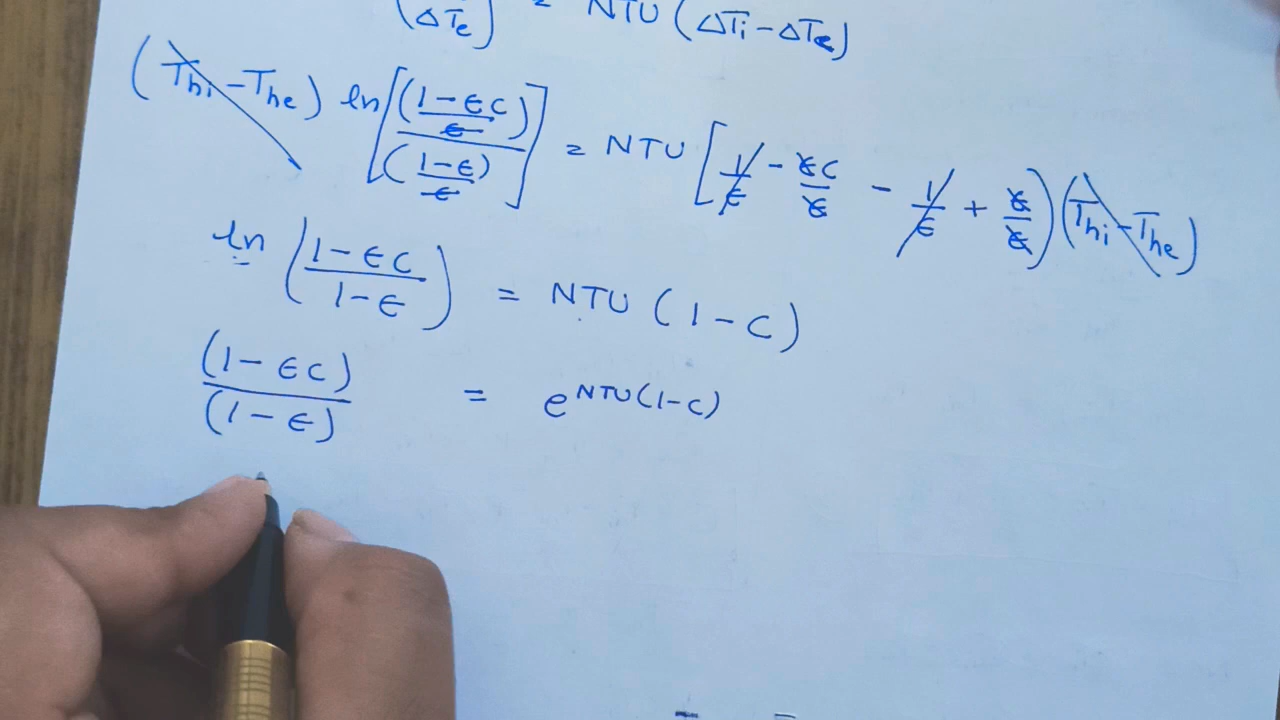 (ΔTe) = NTU (ΔTi - ΔTe)
(Thi - The) ln [((1 - ϵC)/ϵ) / ((1 - ϵ)/ϵ)] = NTU [1/ϵ - ϵC/ϵ - 1/ϵ + ϵ/ϵ) (Thi - The)
ln ((1 - ϵC)/(1 - ϵ)) = NTU (1 - C)
(1 - ϵC)/(1 - ϵ) = e^NTU(1-C)